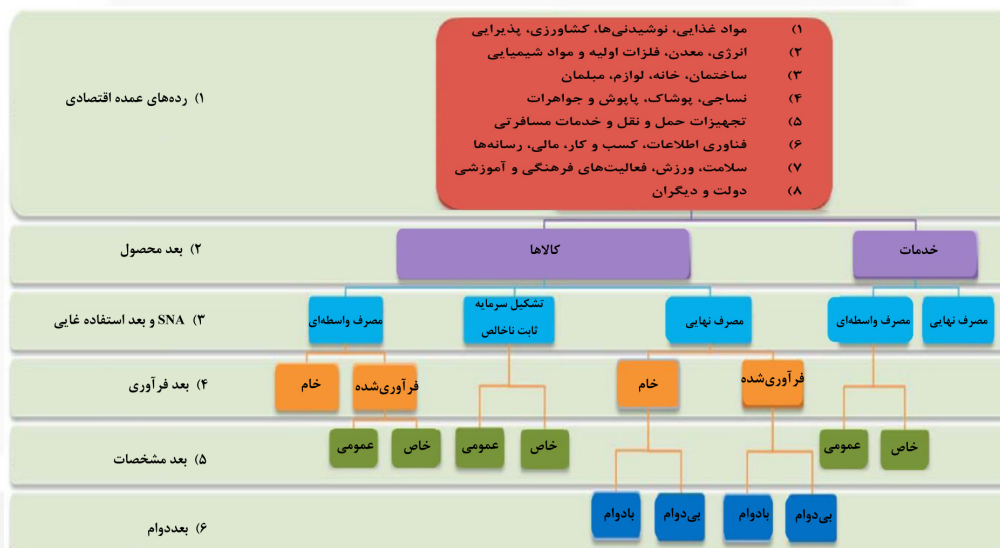 ۱) مواد غذایی، نوشیدنی‌ها، کشاورزی، پذیرایی
۲) انرژی، معدن، فلزات اولیه و مواد شیمیایی
۳) ساختمان، خانه، لوازم، مبلمان
۴) نساجی، پوشاک، پاپوش و جواهرات
۵) تجهیزات حمل و نقل و خدمات مسافرتی
۶) فناوری اطلاعات، کسب و کار، مالی، رسانه‌ها
۷) سلامت، ورزش، فعالیت‌های فرهنگی و آموزشی
۸) دولت و دیگران
۱) رده‌های عمده اقتصادی
خدمات
کالاها
۲) بعد محصول
مصرف نهایی
مصرف واسطه‌ای
مصرف نهایی
تشکیل سرمایه
ثابت ناخالص
مصرف واسطه‌ای
۳) SNA و بعد استفاده غایی
فرآوری‌شده
خام
فرآوری‌شده
خام
۴) بعد فرآوری
خاص
عمومی
خاص
عمومی
خاص
عمومی
۵) بعد مشخصات
بی‌دوام
بادوام
بی‌دوام
بادوام
۶) بعددوام